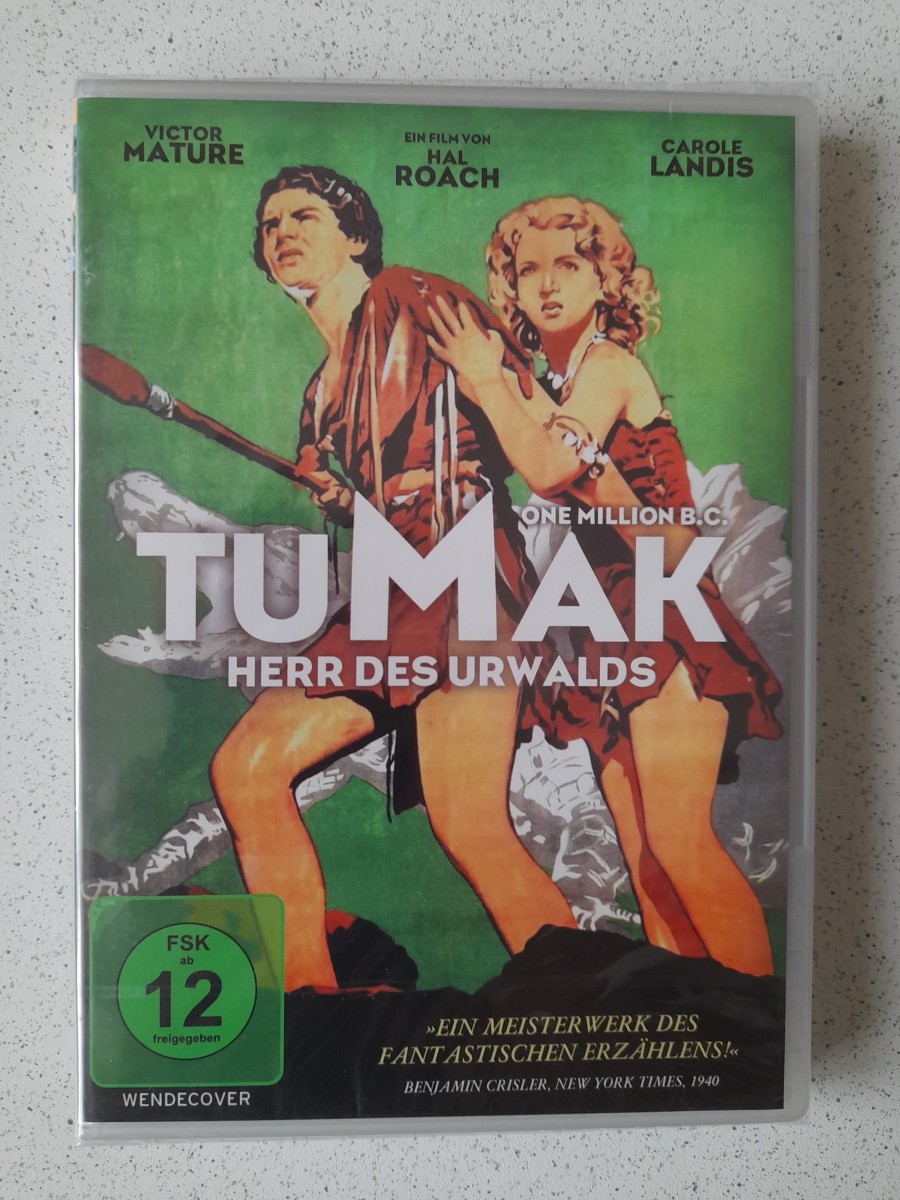 VICTOR
MATURE
EIN FILM VON
HAL
ROACH
CAROLE
LANDIS
ONE MILLION B.C.
TUMAK
HERR DES URWALDS
FSK
ab
12
freigegeben
»EIN MEISTERWERK DES
FANTASTISCHEN ERZÄHLENS!«
BENJAMIN CRISLER, NEW YORK TIMES, 1940
WENDECOVER